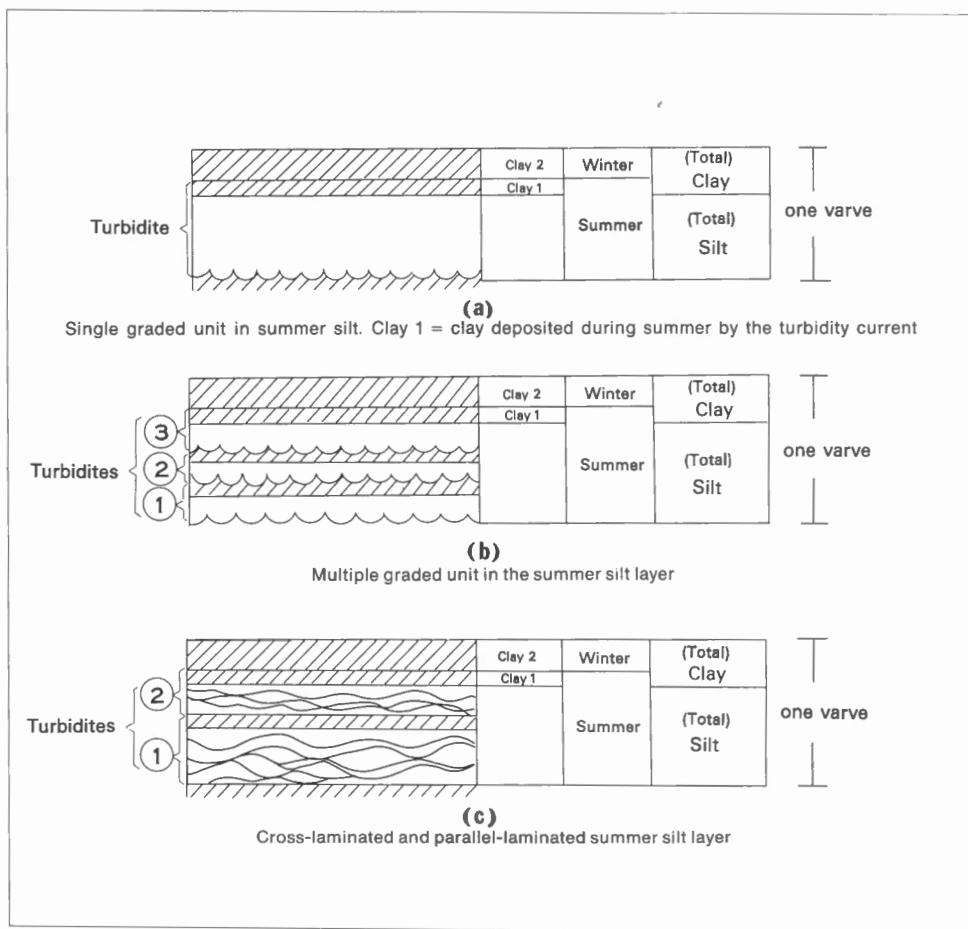 Clay 2
Winter
(Total)
Clay
Clay 1
one varve
Turbidite
Summer
(Total)
Silt
(a)
Single graded unit in summer silt. Clay 1 = clay deposited during summer by the turbidity current
Clay 2
Winter
(Total)
Clay
Clay 1
3
one varve
Turbidites
2
Summer
(Total)
Silt
1
(b)
Multiple graded unit in the summer silt layer
Clay 2
Winter
(Total)
Clay
Clay 1
2
one varve
Turbidites
Summer
(Total)
Silt
1
(c)
Cross-laminated and parallel-laminated summer silt layer